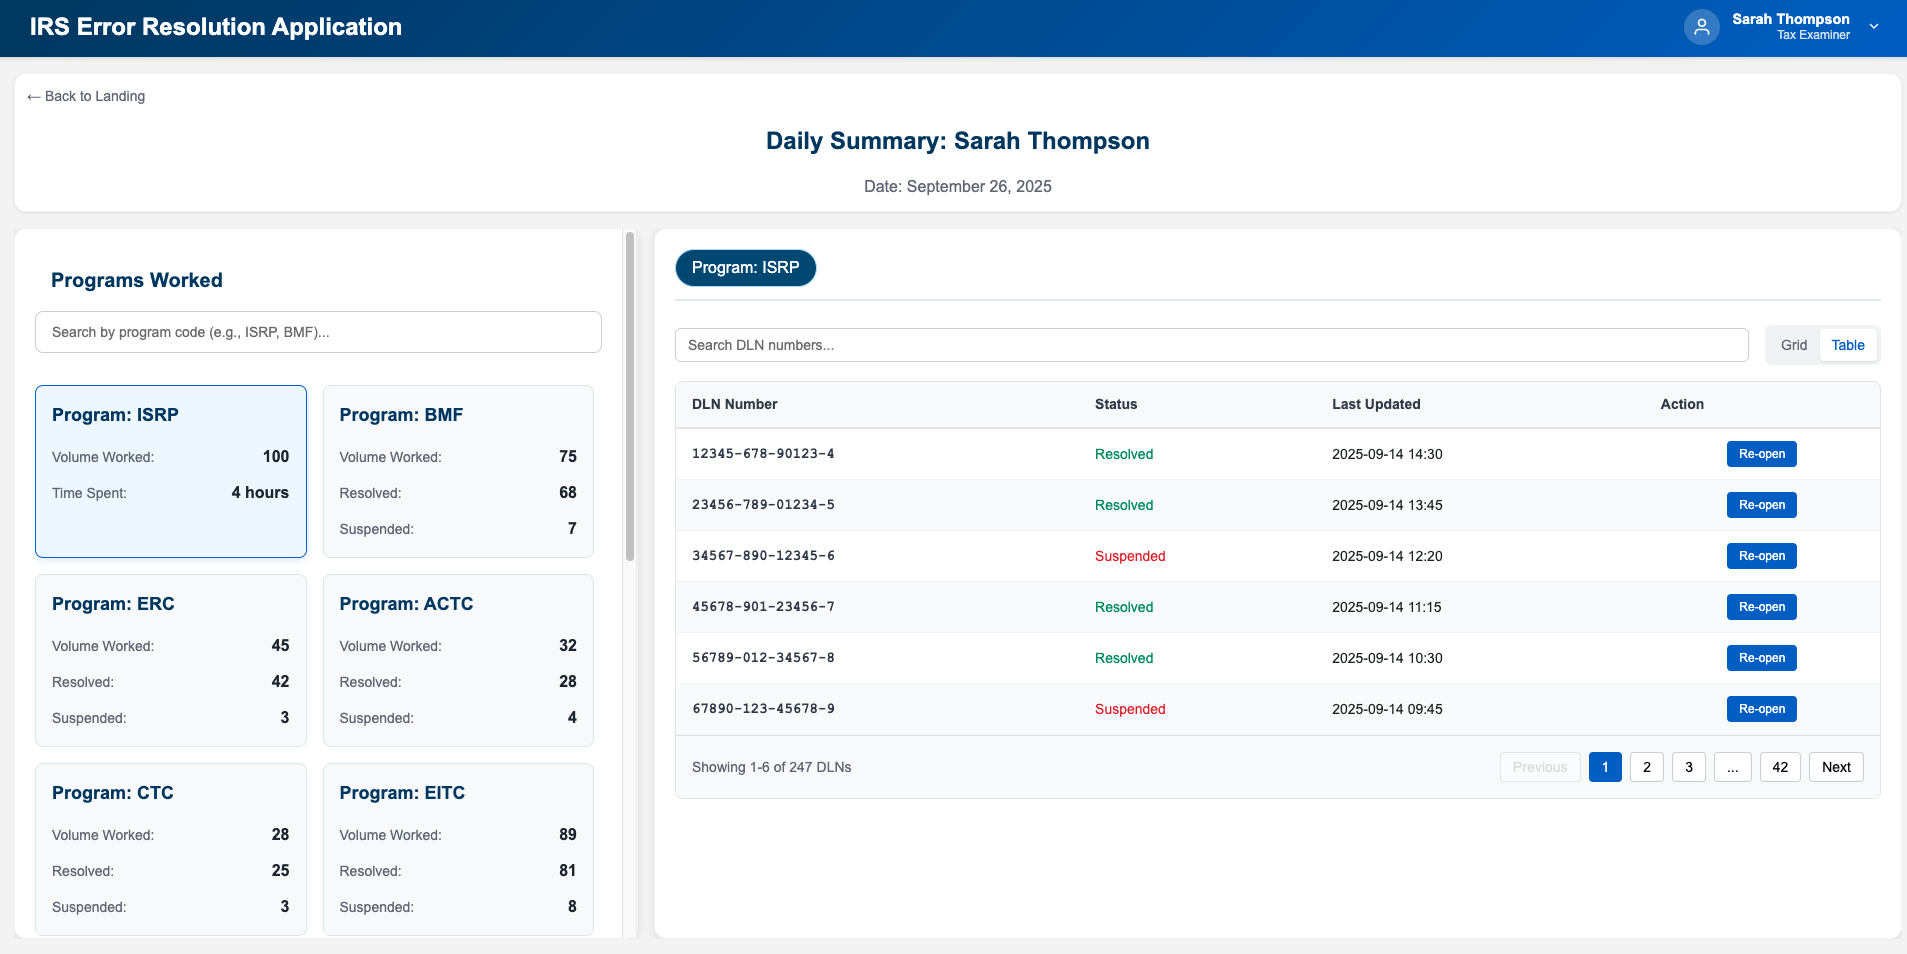 IRS Error Resolution Application
Sarah Thompson
Tax Examiner
← Back to Landing
Daily Summary: Sarah Thompson
Date: September 26, 2025
Programs Worked
Search by program code (e.g., ISRP, BMF)...
Program: ISRP
Volume Worked: 100
Time Spent: 4 hours
Program: BMF
Volume Worked: 75
Resolved: 68
Suspended: 7
Program: ERC
Volume Worked: 45
Resolved: 42
Suspended: 3
Program: ACTC
Volume Worked: 32
Resolved: 28
Suspended: 4
Program: CTC
Volume Worked: 28
Resolved: 25
Suspended: 3
Program: EITC
Volume Worked: 89
Resolved: 81
Suspended: 8
Program: ISRP
Search DLN numbers...
Grid Table
DLN Number Status Last Updated Action
12345-678-90123-4 Resolved 2025-09-14 14:30 Re-open
23456-789-01234-5 Resolved 2025-09-14 13:45 Re-open
34567-890-12345-6 Suspended 2025-09-14 12:20 Re-open
45678-901-23456-7 Resolved 2025-09-14 11:15 Re-open
56789-012-34567-8 Resolved 2025-09-14 10:30 Re-open
67890-123-45678-9 Suspended 2025-09-14 09:45 Re-open
Showing 1-6 of 247 DLNs
Previous 1 2 3 ... 42 Next